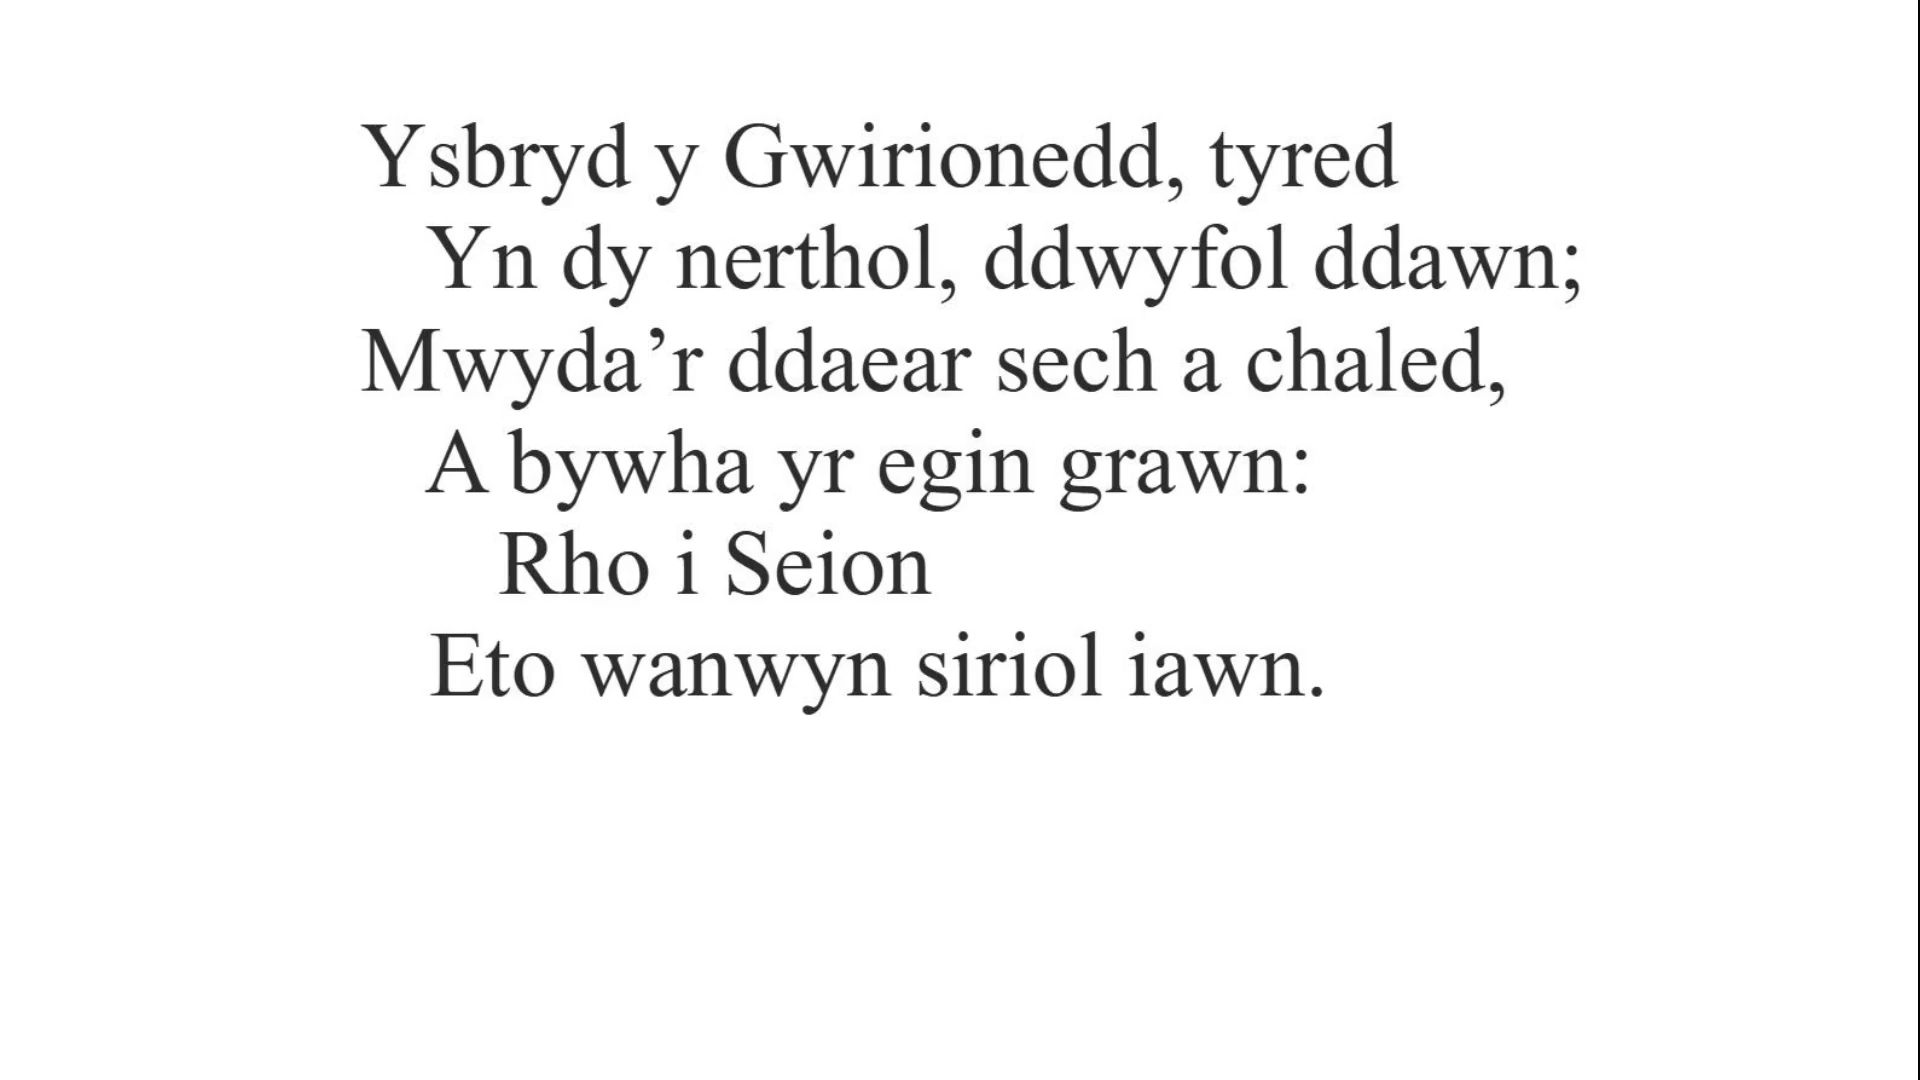 Ysbryd y Gwirionedd, tyred
Yn dy nerthol, ddwyfol ddawn;
Mwyda’r ddaear sech a chaled,
A bywha yr egin grawn:
Rho i Seion
Eto wanwyn siriol iawn.